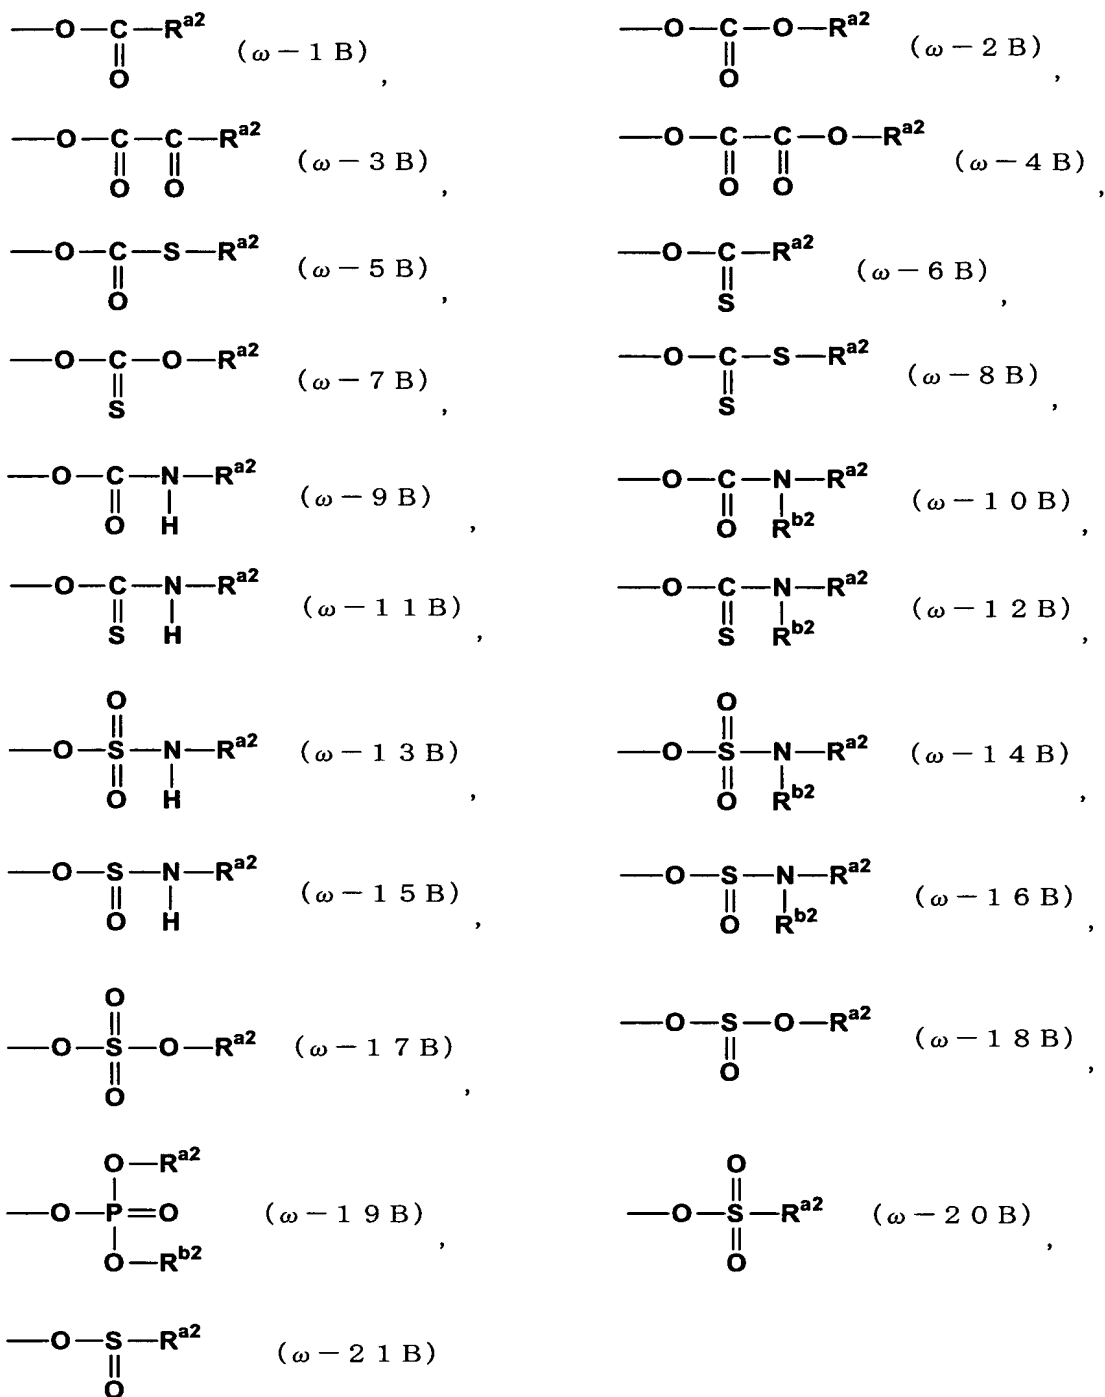 —O—C—R^a2 (ω-1B),
‖
O
—O—C—O—R^a2 (ω-2B),
‖
O
—O—C—C—R^a2 (ω-3B),
‖ ‖
O O
—O—C—C—O—R^a2 (ω-4B),
‖ ‖
O O
—O—C—S—R^a2 (ω-5B),
‖
O
—O—C—R^a2 (ω-6B),
‖
S
—O—C—O—R^a2 (ω-7B),
‖
S
—O—C—S—R^a2 (ω-8B),
‖
S
—O—C—N—R^a2 (ω-9B),
‖ |
O H
—O—C—N—R^a2 (ω-10B),
‖ |
O R^b2
—O—C—N—R^a2 (ω-11B),
‖ |
S H
—O—C—N—R^a2 (ω-12B),
‖ |
S R^b2
O
‖
—O—S—N—R^a2 (ω-13B),
‖ |
O H
O
‖
—O—S—N—R^a2 (ω-14B),
‖ |
O R^b2
—O—S—N—R^a2 (ω-15B),
‖ |
O H
—O—S—N—R^a2 (ω-16B),
‖ |
O R^b2
O
‖
—O—S—O—R^a2 (ω-17B),
‖
O
—O—S—O—R^a2 (ω-18B),
‖
O
O—R^a2
|
—O—P=O (ω-19B),
|
O—R^b2
O
‖
—O—S—R^a2 (ω-20B),
‖
O
—O—S—R^a2 (ω-21B)
‖
O